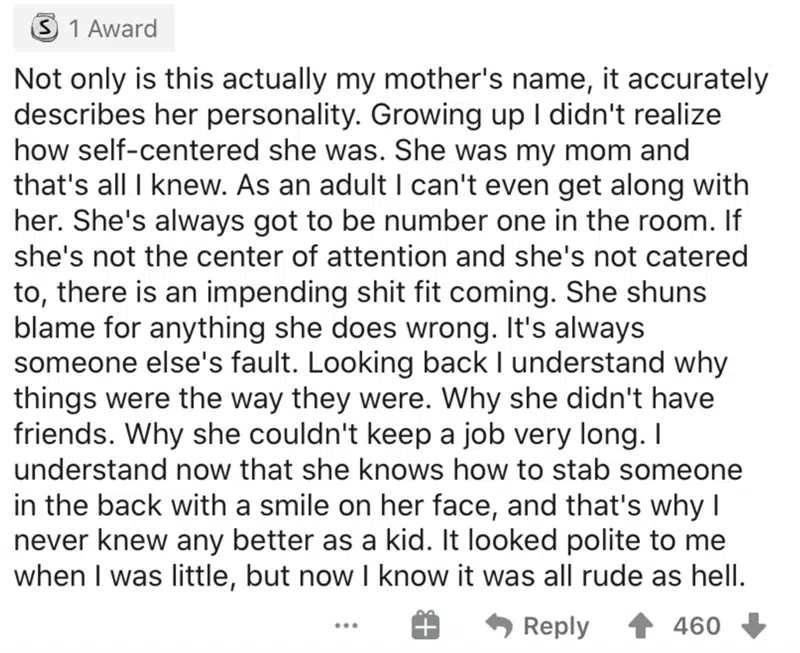 S 1 Award
Not only is this actually my mother's name, it accurately
describes her personality. Growing up I didn't realize
how self-centered she was. She was my mom and
that's all I knew. As an adult I can't even get along with
her. She's always got to be number one in the room. If
she's not the center of attention and she's not catered
to, there is an impending shit fit coming. She shuns
blame for anything she does wrong. It's always
someone else's fault. Looking back I understand why
things were the way they were. Why she didn't have
friends. Why she couldn't keep a job very long. I
understand now that she knows how to stab someone
in the back with a smile on her face, and that's why I
never knew any better as a kid. It looked polite to me
when I was little, but now I know it was all rude as hell.
... Reply 460